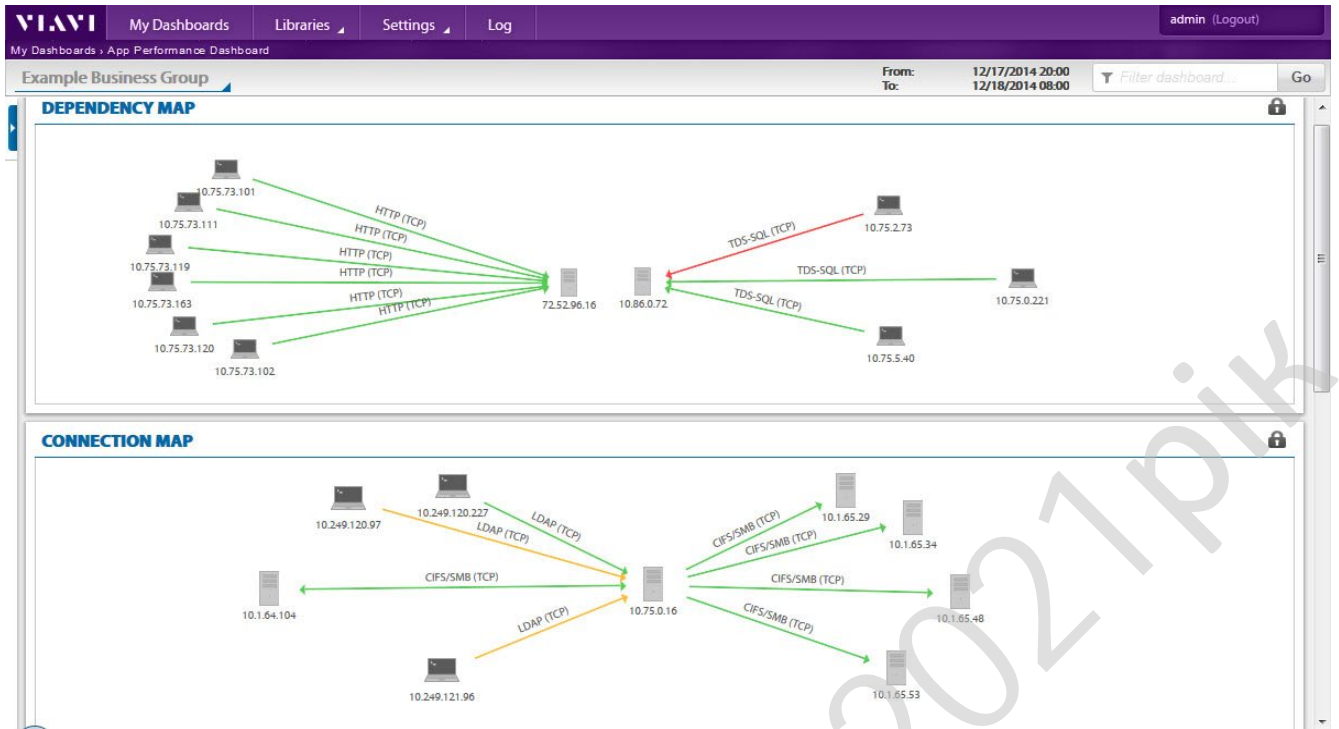 VIAVI My Dashboards Libraries Settings Log admin (Logout)
My Dashboards › App Performance Dashboard
Example Business Group
From: 12/17/2014 20:00
To: 12/18/2014 08:00
Filter dashboard...
Go
DEPENDENCY MAP
10.75.73.101
10.75.73.111
10.75.73.119
10.75.73.163
10.75.73.120
10.75.73.102
HTTP (TCP)
HTTP (TCP)
HTTP (TCP)
HTTP (TCP)
HTTP (TCP)
HTTP (TCP)
72.52.96.16
10.86.0.72
TDS-SQL (TCP)
TDS-SQL (TCP)
TDS-SQL (TCP)
10.75.2.73
10.75.0.221
10.75.5.40
CONNECTION MAP
10.249.120.97
10.249.120.227
LDAP (TCP)
LDAP (TCP)
CIFS/SMB (TCP)
10.1.64.104
LDAP (TCP)
10.249.121.96
10.75.0.16
CIFS/SMB (TCP)
CIFS/SMB (TCP)
CIFS/SMB (TCP)
CIFS/SMB (TCP)
10.1.65.29
10.1.65.34
10.1.65.48
10.1.65.53
2021pik